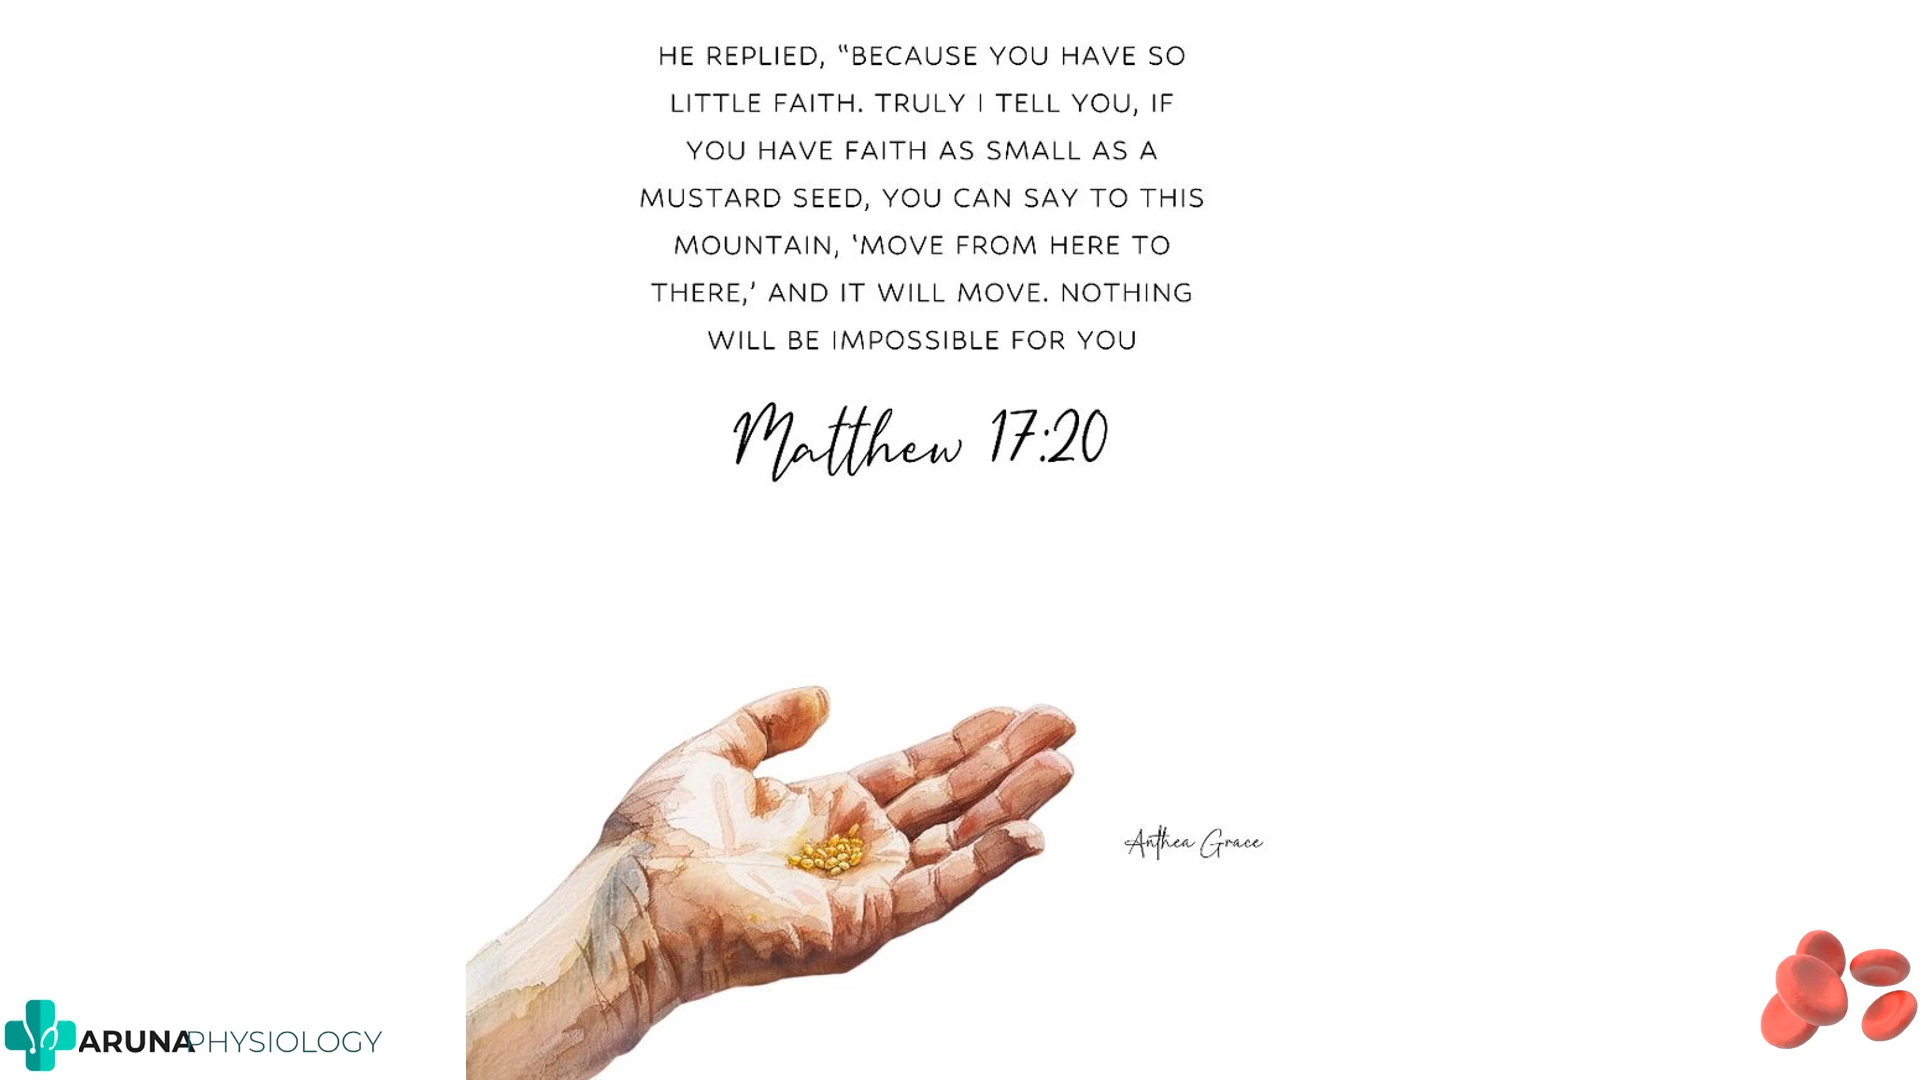 HE REPLIED, “BECAUSE YOU HAVE SO
LITTLE FAITH. TRULY I TELL YOU, IF
YOU HAVE FAITH AS SMALL AS A
MUSTARD SEED, YOU CAN SAY TO THIS
MOUNTAIN, ‘MOVE FROM HERE TO
THERE,’ AND IT WILL MOVE. NOTHING
WILL BE IMPOSSIBLE FOR YOU
Matthew 17:20
Anthea Grace
ARUNAPHYSIOLOGY